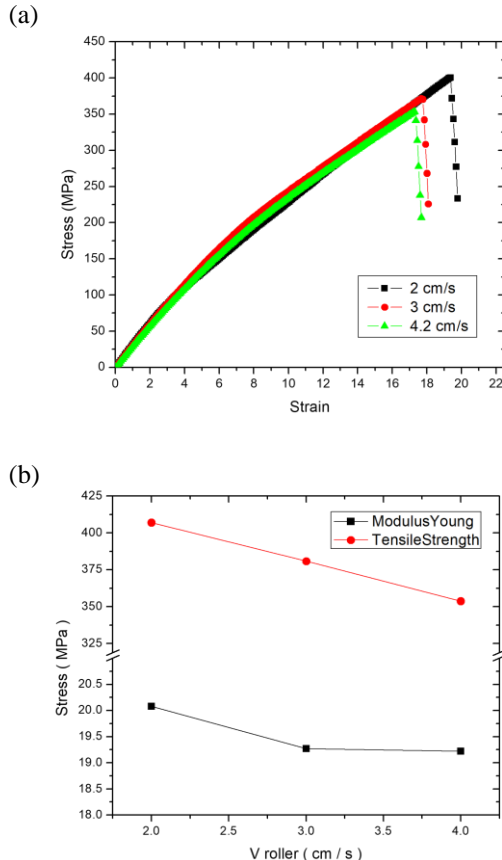 (a)
450
400
350
300
250
200
150
100
50
0
Stress (MPa)
0 2 4 6 8 10 12 14 16 18 20 22
Strain
2 cm/s
3 cm/s
4.2 cm/s
(b)
425
400
375
350
325
20.5
20.0
19.5
19.0
18.5
18.0
Stress ( MPa )
ModulusYoung
TensileStrength
2.0 2.5 3.0 3.5 4.0
V roller ( cm / s )